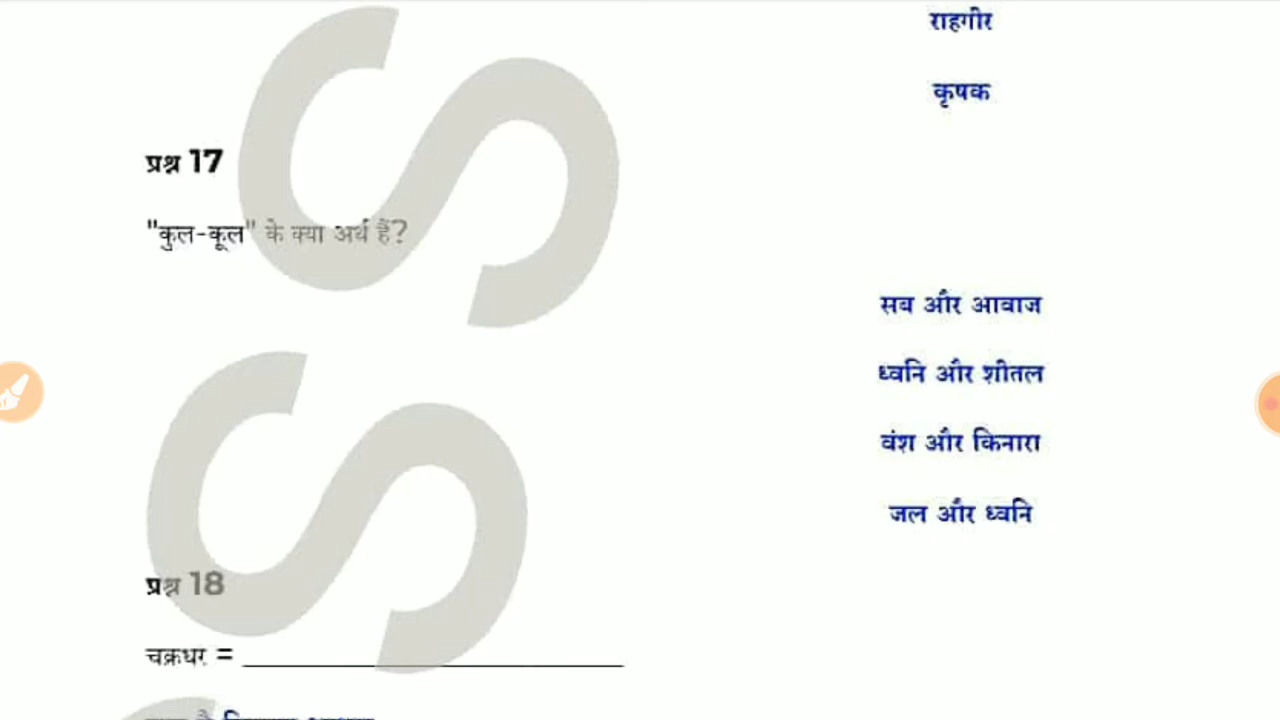 राहगीर
कृषक
प्रश्न 17
"कुल-कूल" के क्या अर्थ हैं?
सब और आवाज
ध्वनि और शीतल
वंश और किनारा
जल और ध्वनि
प्रश्न 18
चक्रधर = ____________________